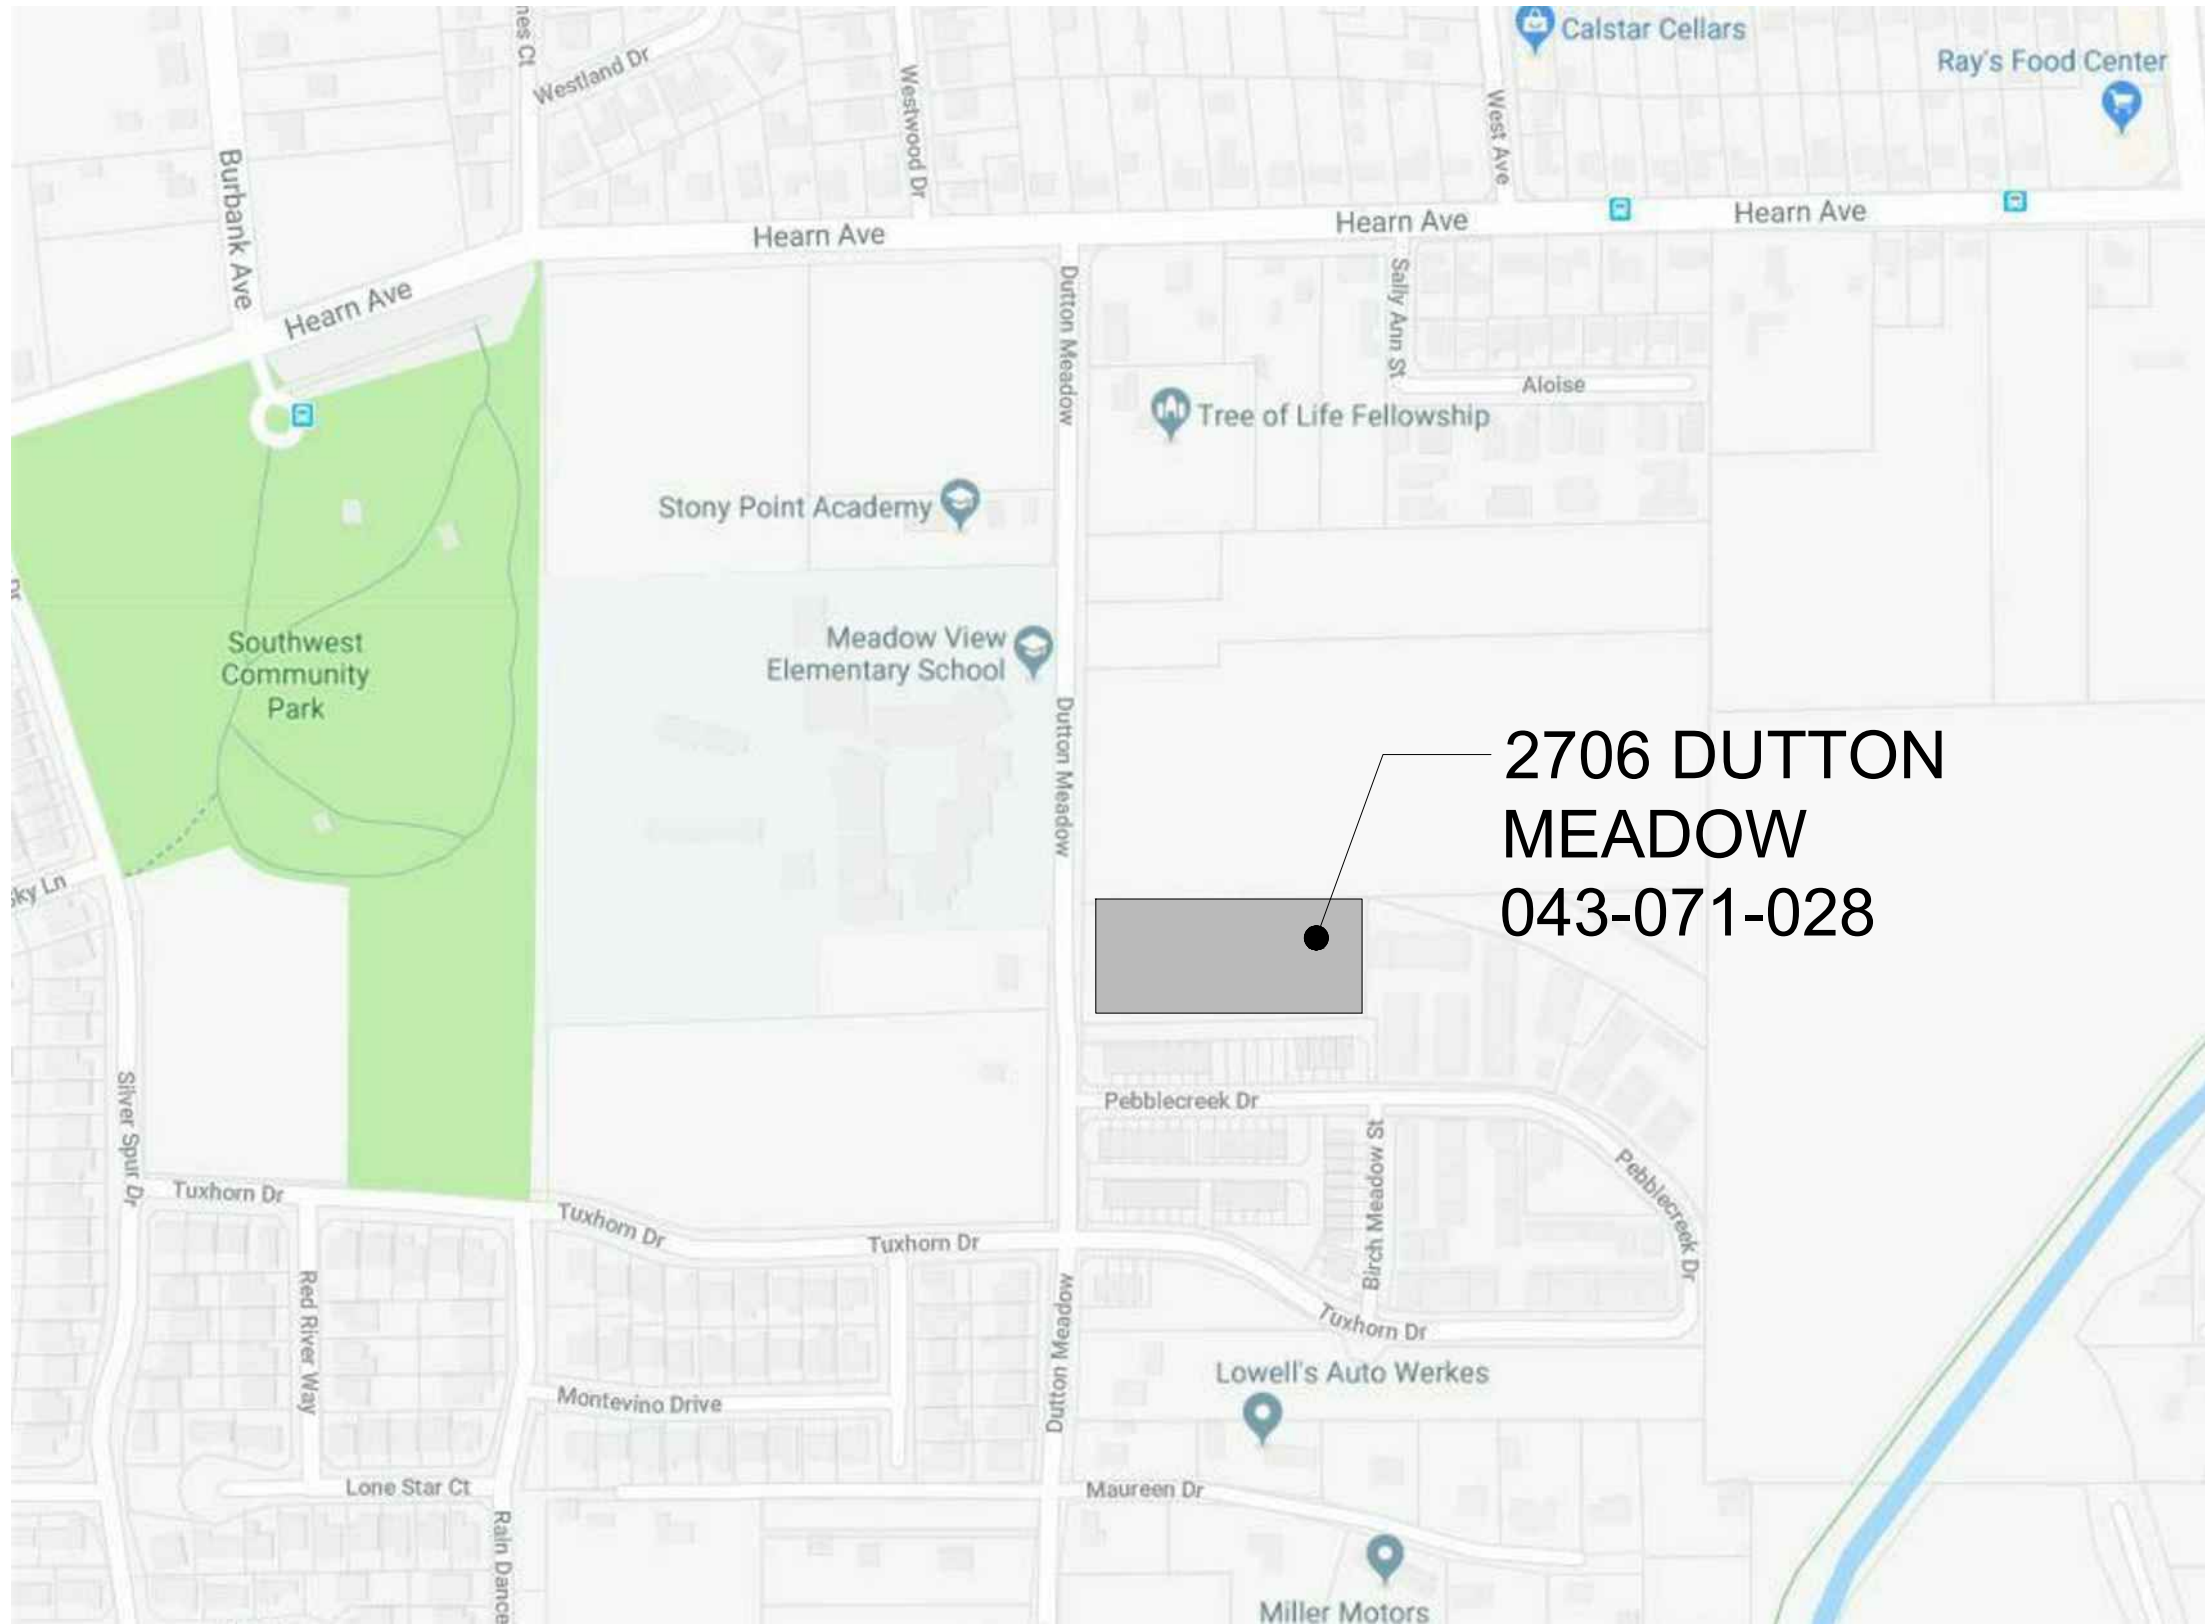 Calstar Cellars
Ray's Food Center
Westland Dr
Westwood Dr
West Ave
Burbank Ave
Hearn Ave
Hearn Ave
Hearn Ave
Hearn Ave
Dutton Meadow
Sally Ann St
Aloise
Tree of Life Fellowship
Stony Point Academy
Southwest
Community
Park
Meadow View
Elementary School
Dutton Meadow
2706 DUTTON
MEADOW
043-071-028
Silver Spur Dr
Pebblecreek Dr
Birch Meadow St
Pebblecreek Dr
Tuxhorn Dr
Tuxhorn Dr
Tuxhorn Dr
Tuxhorn Dr
Red River Way
Dutton Meadow
Lowell's Auto Werkes
Montevino Drive
Lone Star Ct
Maureen Dr
Rain Dance
Miller Motors